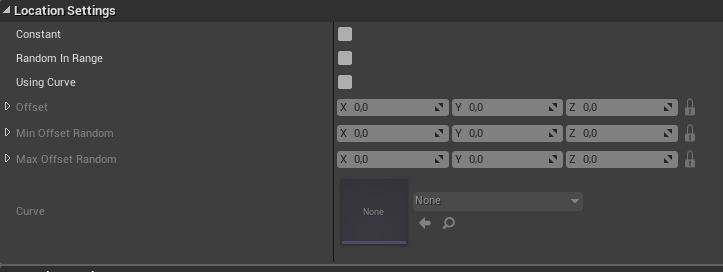 Location Settings
Constant
Random In Range
Using Curve
Offset X 0,0 Y 0,0 Z 0,0
Min Offset Random X 0,0 Y 0,0 Z 0,0
Max Offset Random X 0,0 Y 0,0 Z 0,0
Curve None None